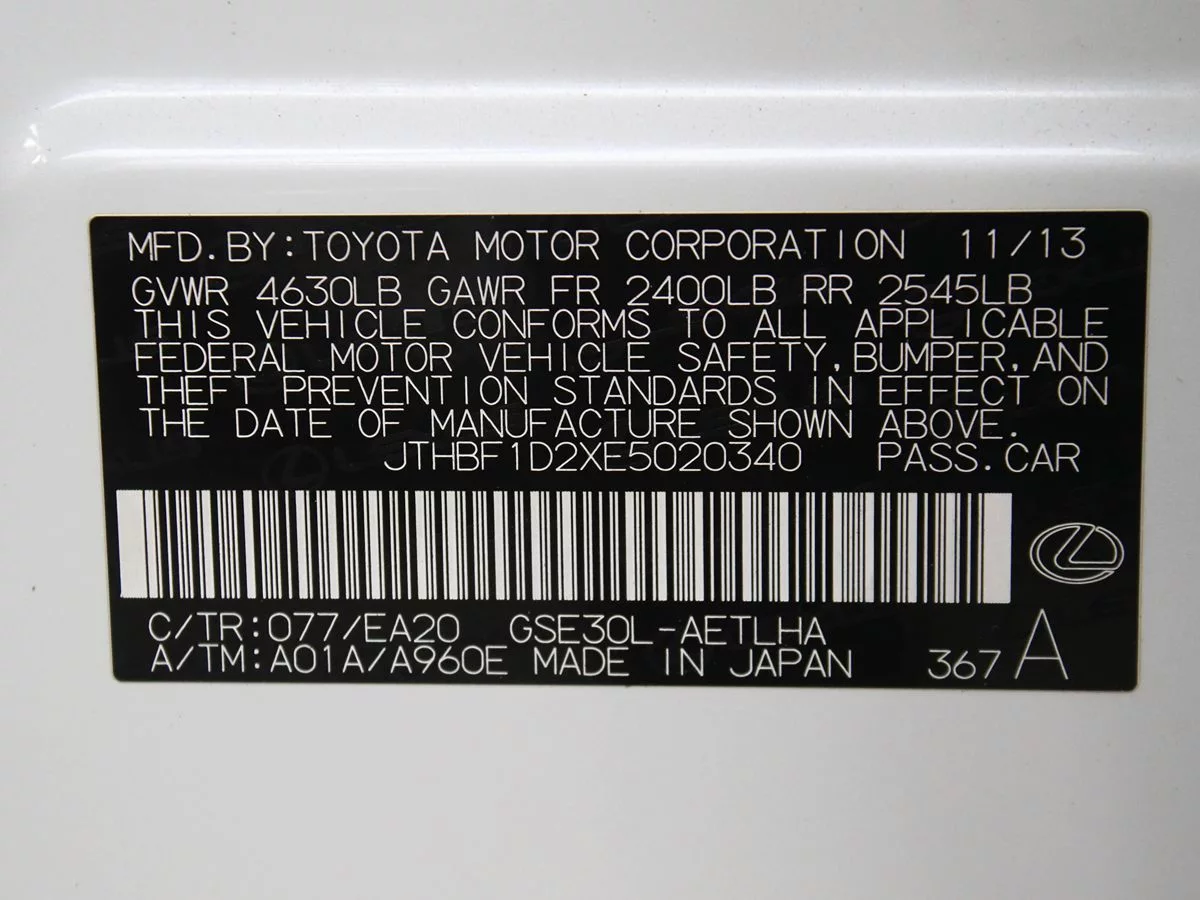 MFD. BY: TOYOTA MOTOR CORPORATION 11/13
GVWR 4630LB GAWR FR 2400LB RR 2545LB
THIS VEHICLE CONFORMS TO ALL APPLICABLE
FEDERAL MOTOR VEHICLE SAFETY, BUMPER, AND
THEFT PREVENTION STANDARDS IN EFFECT ON
THE DATE OF MANUFACTURE SHOWN ABOVE.
JTHBF1D2XE5020340 PASS. CAR
C/TR: 077/EA20 GSE30L-AETLHA
A/TM: A01A/A960E MADE IN JAPAN 367 A